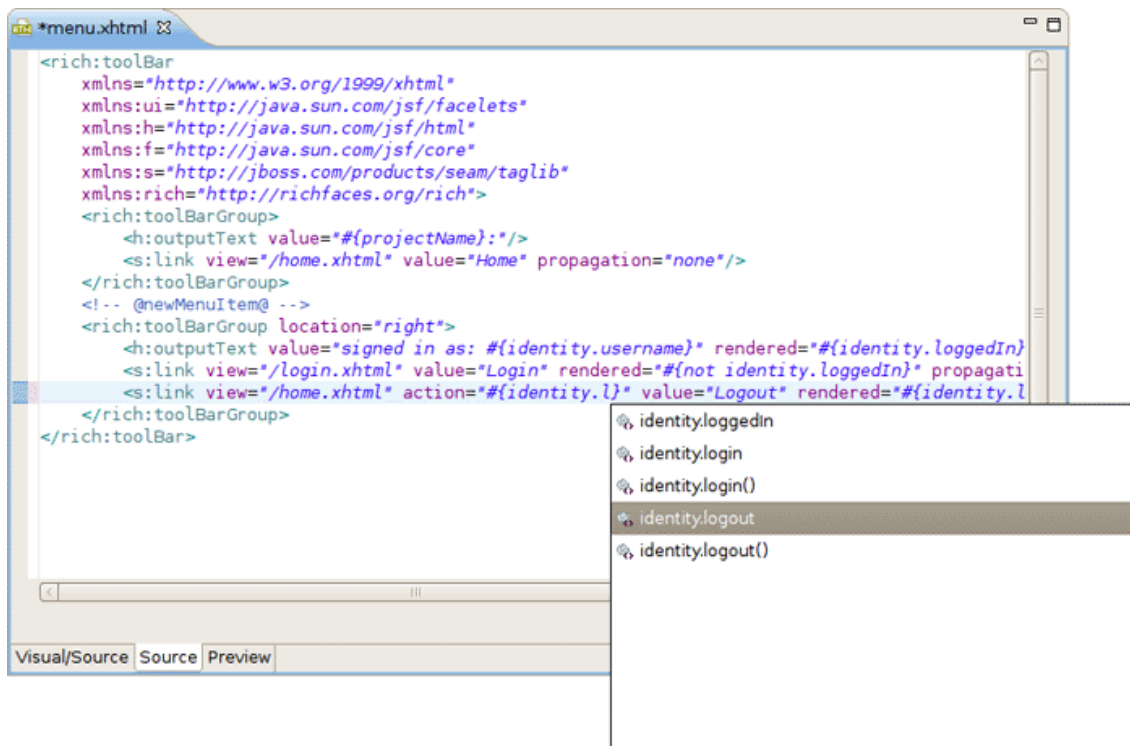 *menu.xhtml
<rich:toolBar
xmlns="http://www.w3.org/1999/xhtml"
xmlns:ui="http://java.sun.com/jsf/facelets"
xmlns:h="http://java.sun.com/jsf/html"
xmlns:f="http://java.sun.com/jsf/core"
xmlns:s="http://jboss.com/products/seam/taglib"
xmlns:rich="http://richfaces.org/rich">
<rich:toolBarGroup>
<h:outputText value="#{projectName}:"/>
<s:link view="/home.xhtml" value="Home" propagation="none"/>
</rich:toolBarGroup>
<!-- @newMenuItem@ -->
<rich:toolBarGroup location="right">
<h:outputText value="signed in as: #{identity.username}" rendered="#{identity.loggedIn}
<s:link view="/login.xhtml" value="Login" rendered="#{not identity.loggedIn}" propagati
<s:link view="/home.xhtml" action="#{identity.l}" value="Logout" rendered="#{identity.l
</rich:toolBarGroup>
</rich:toolBar>
identity.loggedIn
identity.login
identity.login()
identity.logout
identity.logout()
Visual/Source Source Preview